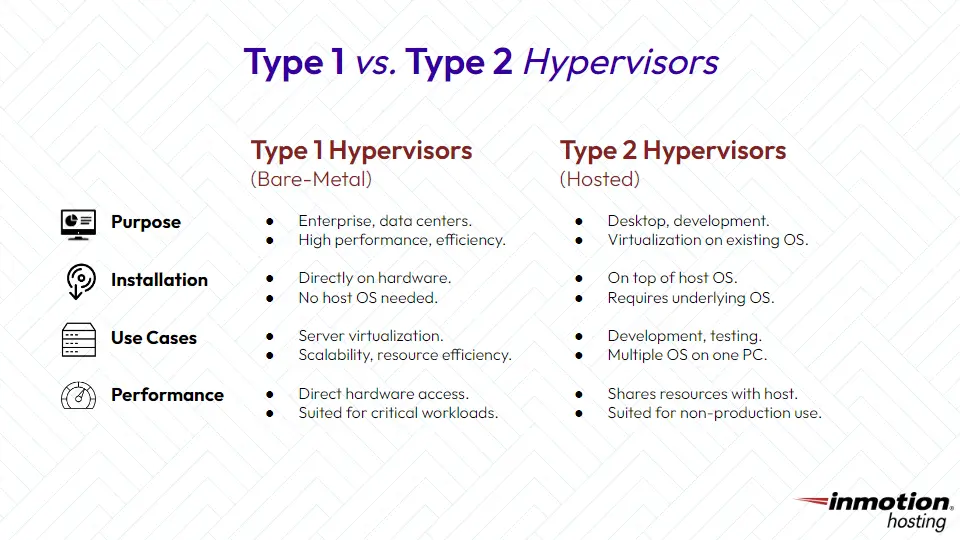 Type 1 vs. Type 2 Hypervisors
Type 1 Hypervisors
(Bare-Metal)
Type 2 Hypervisors
(Hosted)
Purpose
● Enterprise, data centers.
● High performance, efficiency.
● Desktop, development.
● Virtualization on existing OS.
Installation
● Directly on hardware.
● No host OS needed.
● On top of host OS.
● Requires underlying OS.
Use Cases
● Server virtualization.
● Scalability, resource efficiency.
● Development, testing.
● Multiple OS on one PC.
Performance
● Direct hardware access.
● Suited for critical workloads.
● Shares resources with host.
● Suited for non-production use.
inmotion®
hosting